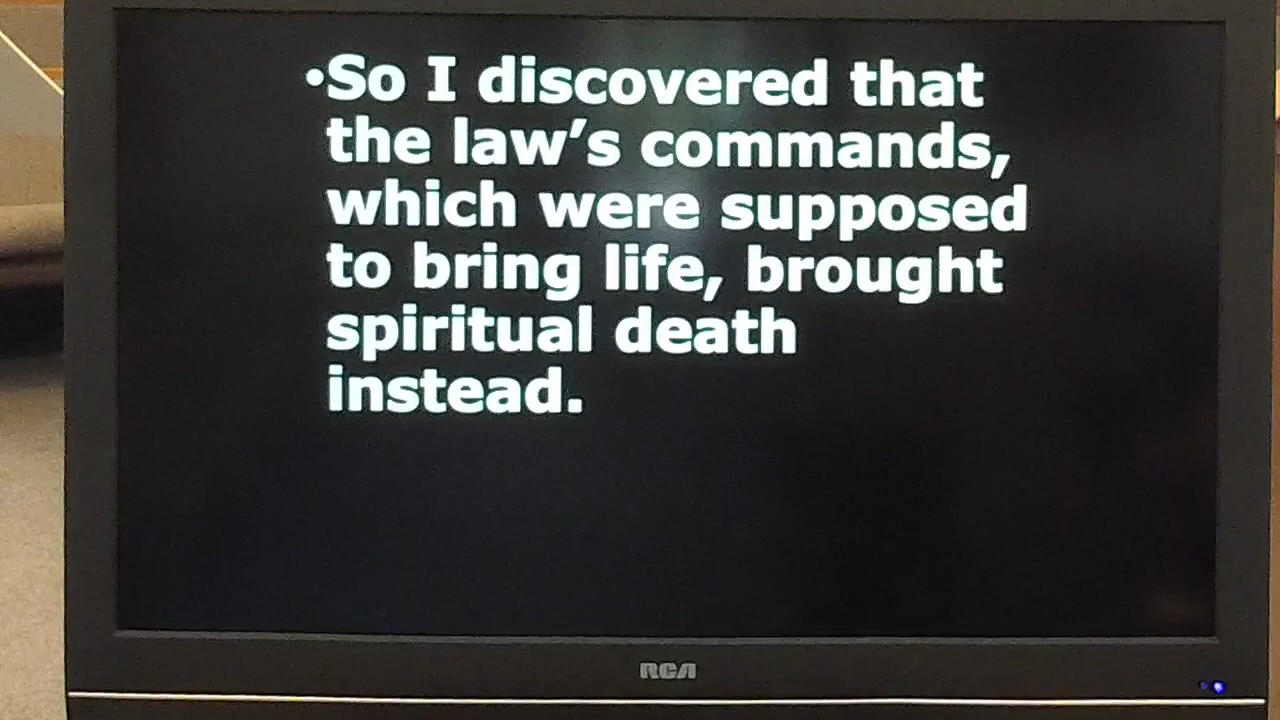 •So I discovered that
the law’s commands,
which were supposed
to bring life, brought
spiritual death
instead.
RCA